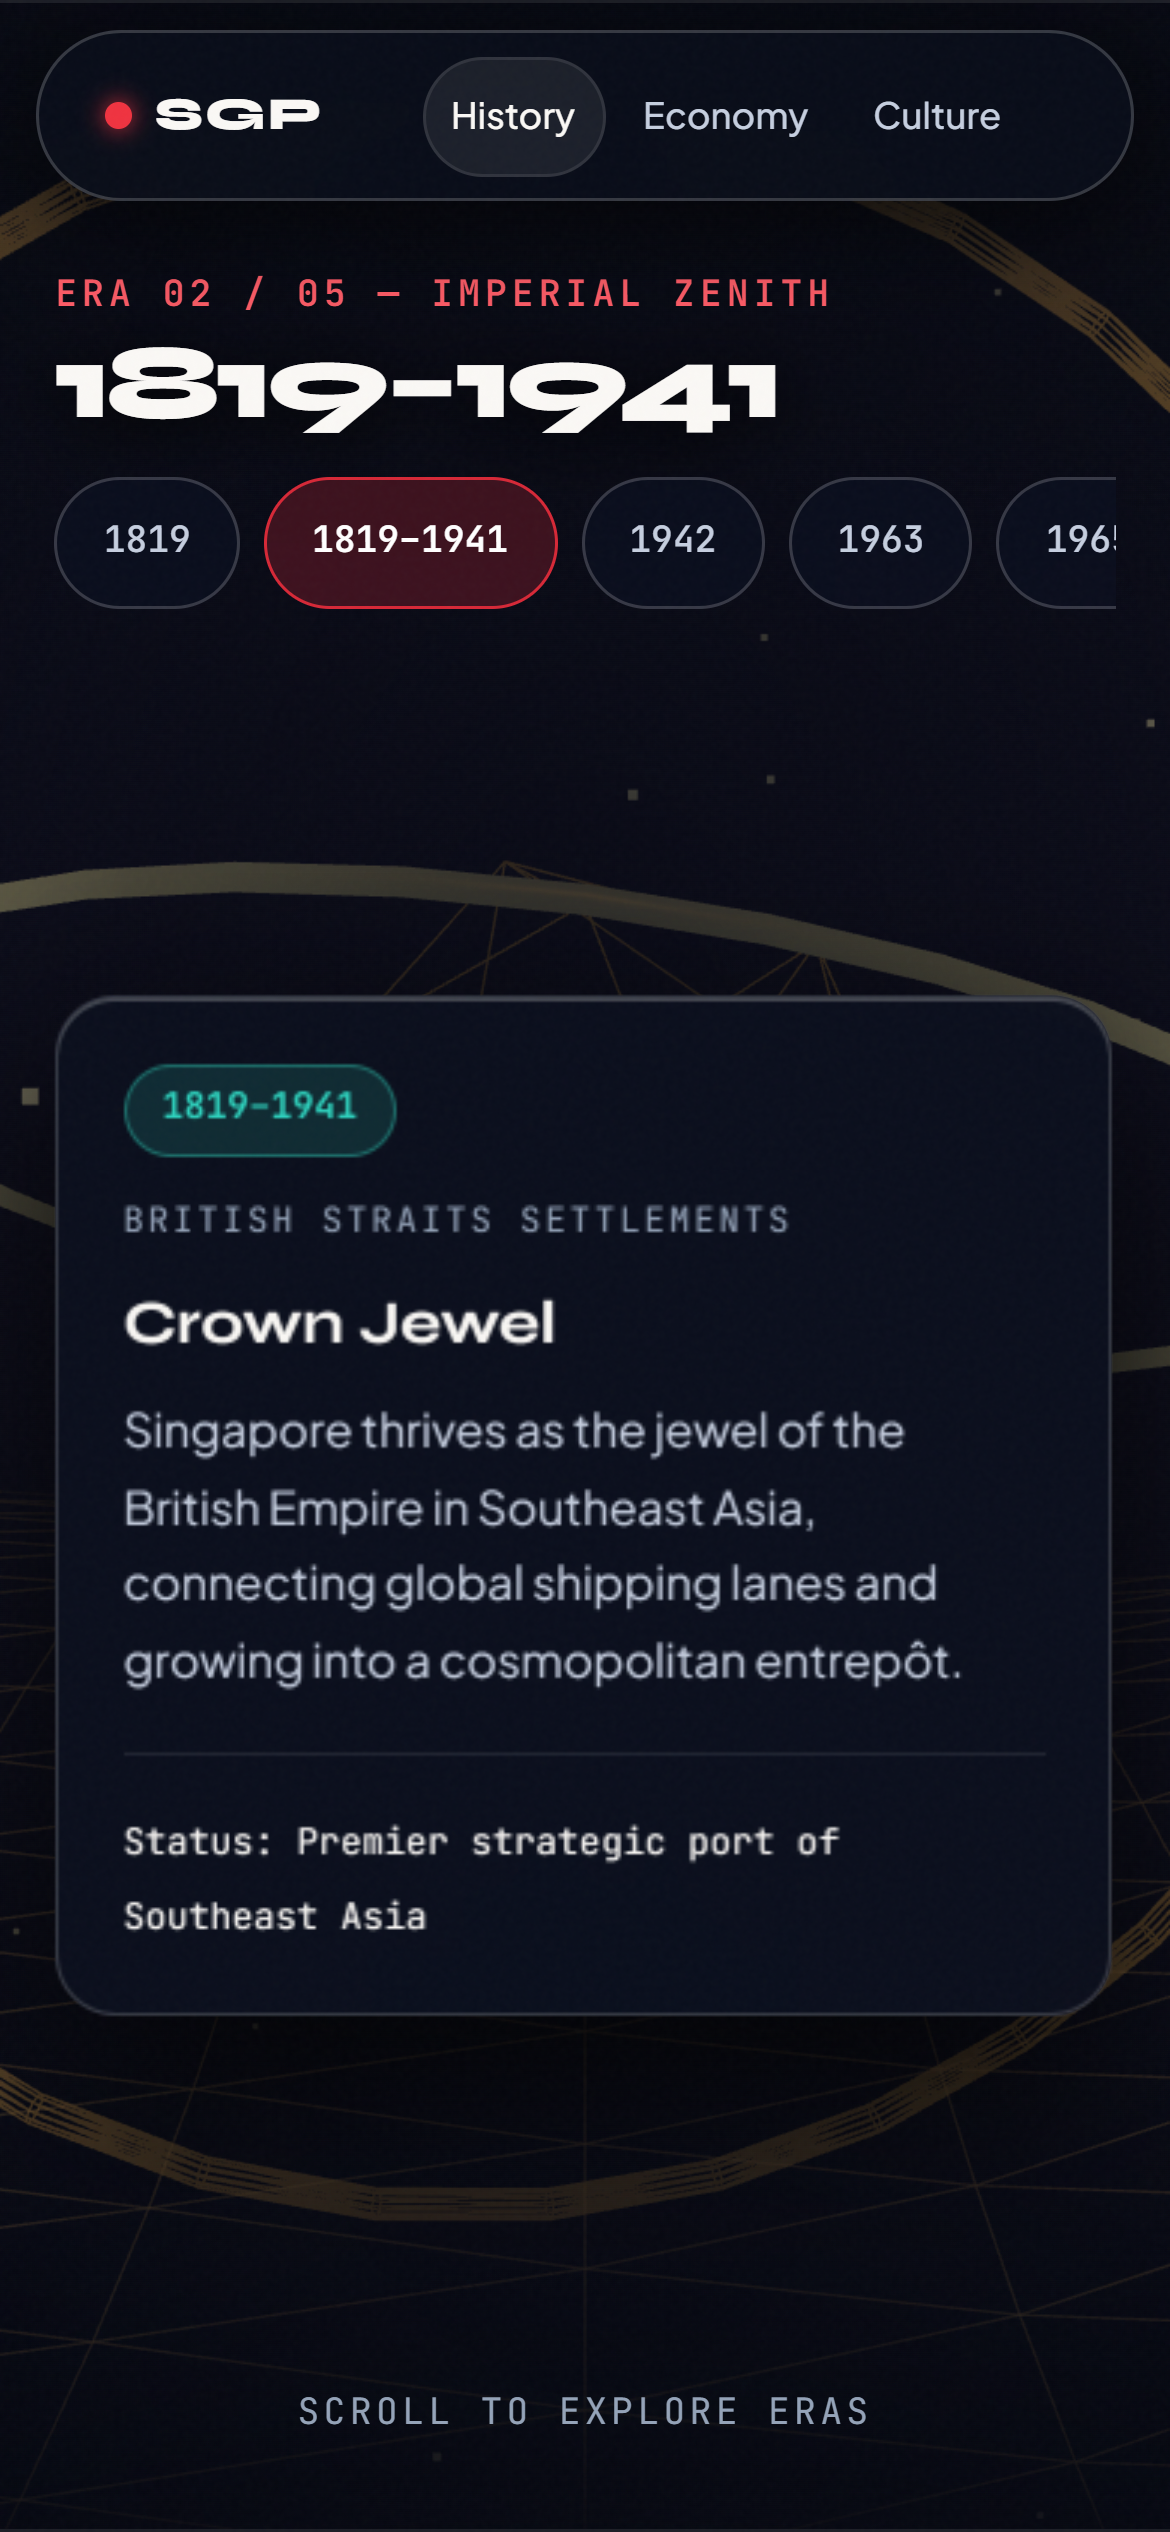 SGP History Economy Culture
ERA 02 / 05 — IMPERIAL ZENITH
1819–1941
1819 1819–1941 1942 1963
1819–1941
BRITISH STRAITS SETTLEMENTS
Crown Jewel
Singapore thrives as the jewel of the
British Empire in Southeast Asia,
connecting global shipping lanes and
growing into a cosmopolitan entrepôt.
Status: Premier strategic port of
Southeast Asia
SCROLL TO EXPLORE ERAS